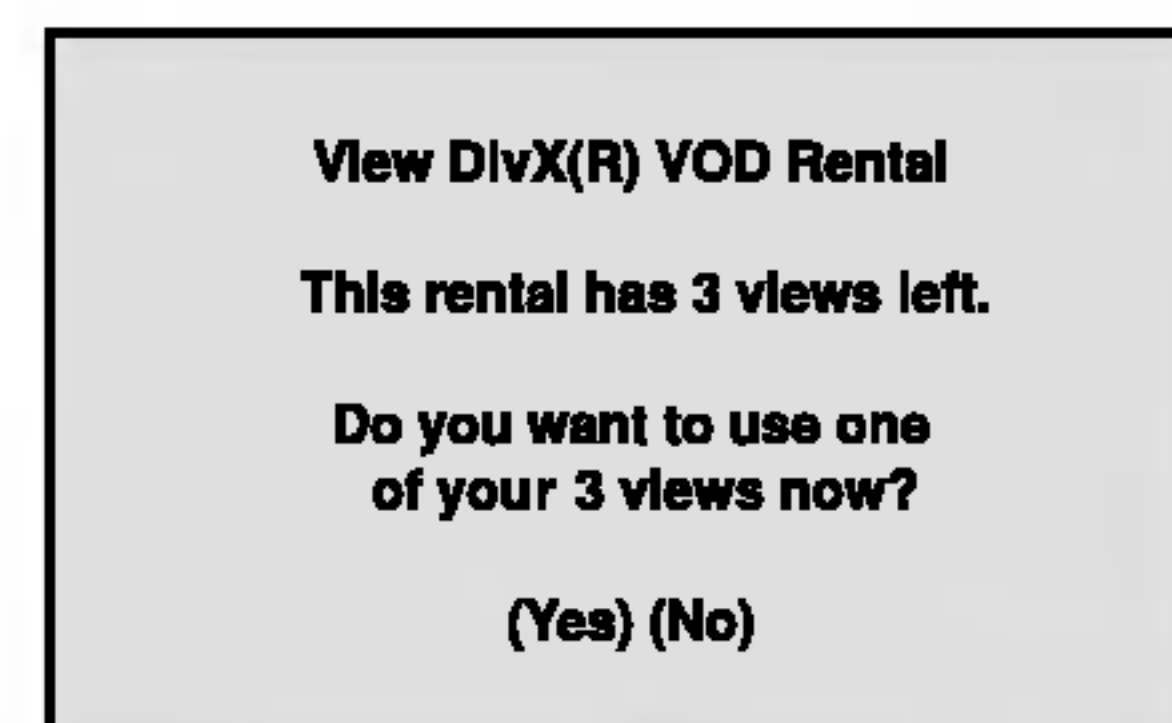 View DivX(R) VOD Rental
This rental has 3 views left.
Do you want to use one
of your 3 views now?
(Yes) (No)